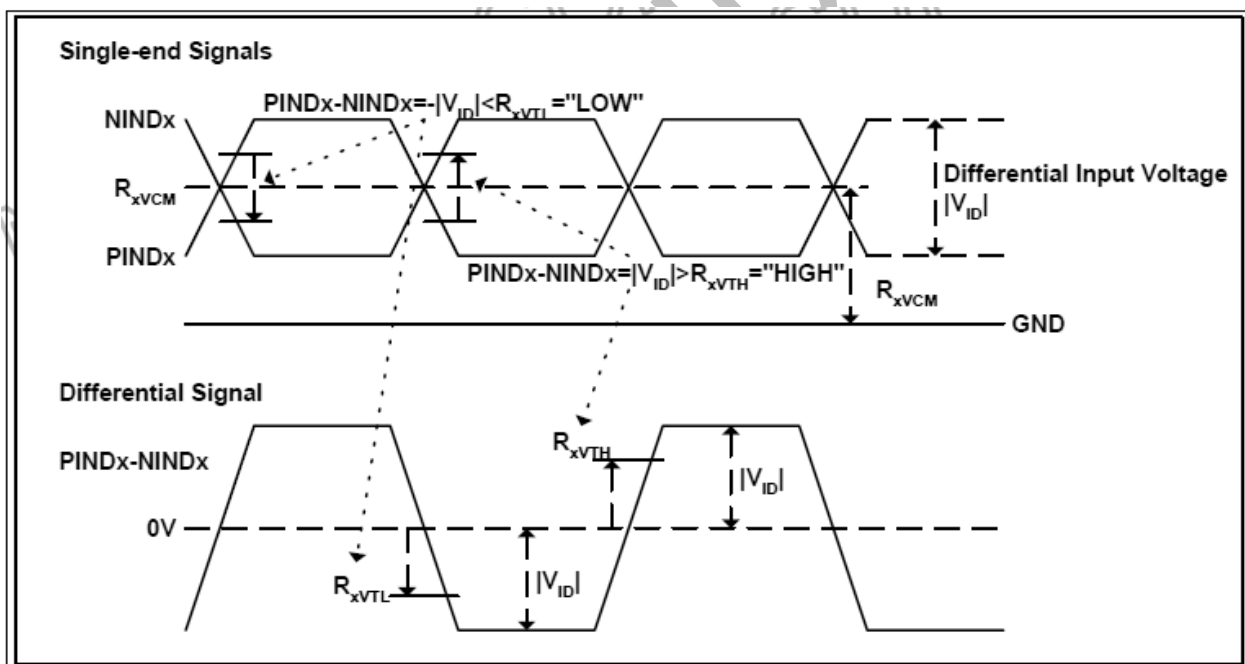 Single-end Signals
PINDx-NINDx=-|VID|<RxVTL="LOW"
NINDx
RxVCM
Differential Input Voltage
|VID|
PINDx
PINDx-NINDx=|VID|>RxVTH="HIGH"
RxVCM
GND
Differential Signal
RxVTH
PINDx-NINDx
|VID|
0V
RxVTL
|VID|